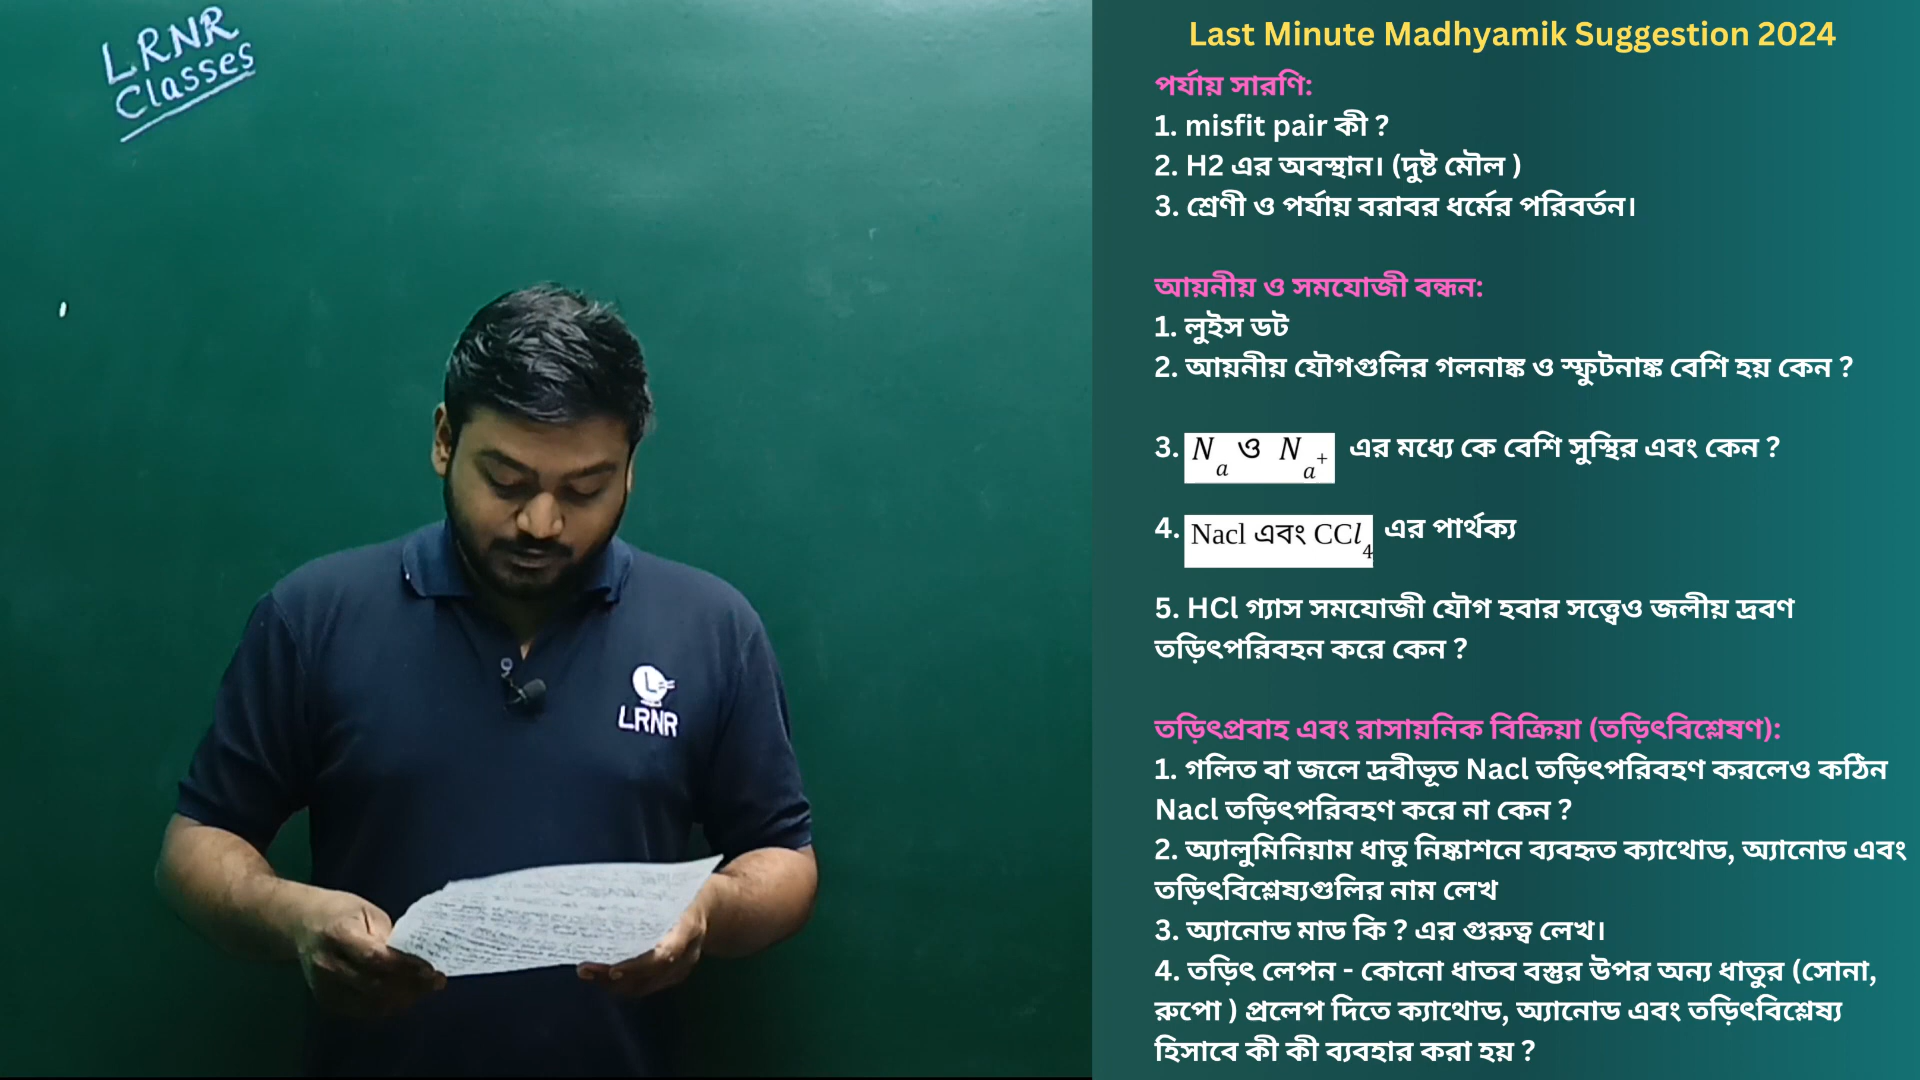 LRNR
Classes
LRNR
Last Minute Madhyamik Suggestion 2024
পর্যায় সারণি:
1. misfit pair কী ?
2. H2 এর অবস্থান। (দুষ্ট মৌল )
3. শ্রেণী ও পর্যায় বরাবর ধর্মের পরিবর্তন।
আয়নীয় ও সমযোজী বন্ধন:
1. লুইস ডট
2. আয়নীয় যৌগগুলির গলনাঙ্ক ও স্ফুটনাঙ্ক বেশি হয় কেন ?
3. N a ও N a+ এর মধ্যে কে বেশি সুস্থির এবং কেন ?
4. Nacl এবং CCl4 এর পার্থক্য
5. HCl গ্যাস সমযোজী যৌগ হবার সত্ত্বেও জলীয় দ্রবণ
তড়িৎপরিবহন করে কেন ?
তড়িৎপ্রবাহ এবং রাসায়নিক বিক্রিয়া (তড়িৎবিশ্লেষণ):
1. গলিত বা জলে দ্রবীভূত Nacl তড়িৎপরিবহণ করলেও কঠিন
Nacl তড়িৎপরিবহণ করে না কেন ?
2. অ্যালুমিনিয়াম ধাতু নিষ্কাশনে ব্যবহৃত ক্যাথোড, অ্যানোড এবং
তড়িৎবিশ্লেষ্যগুলির নাম লেখ
3. অ্যানোড মাড কি ? এর গুরুত্ব লেখ।
4. তড়িৎ লেপন - কোনো ধাতব বস্তুর উপর অন্য ধাতুর (সোনা,
রুপো ) প্রলেপ দিতে ক্যাথোড, অ্যানোড এবং তড়িৎবিশ্লেষ্য
হিসাবে কী কী ব্যবহার করা হয় ?